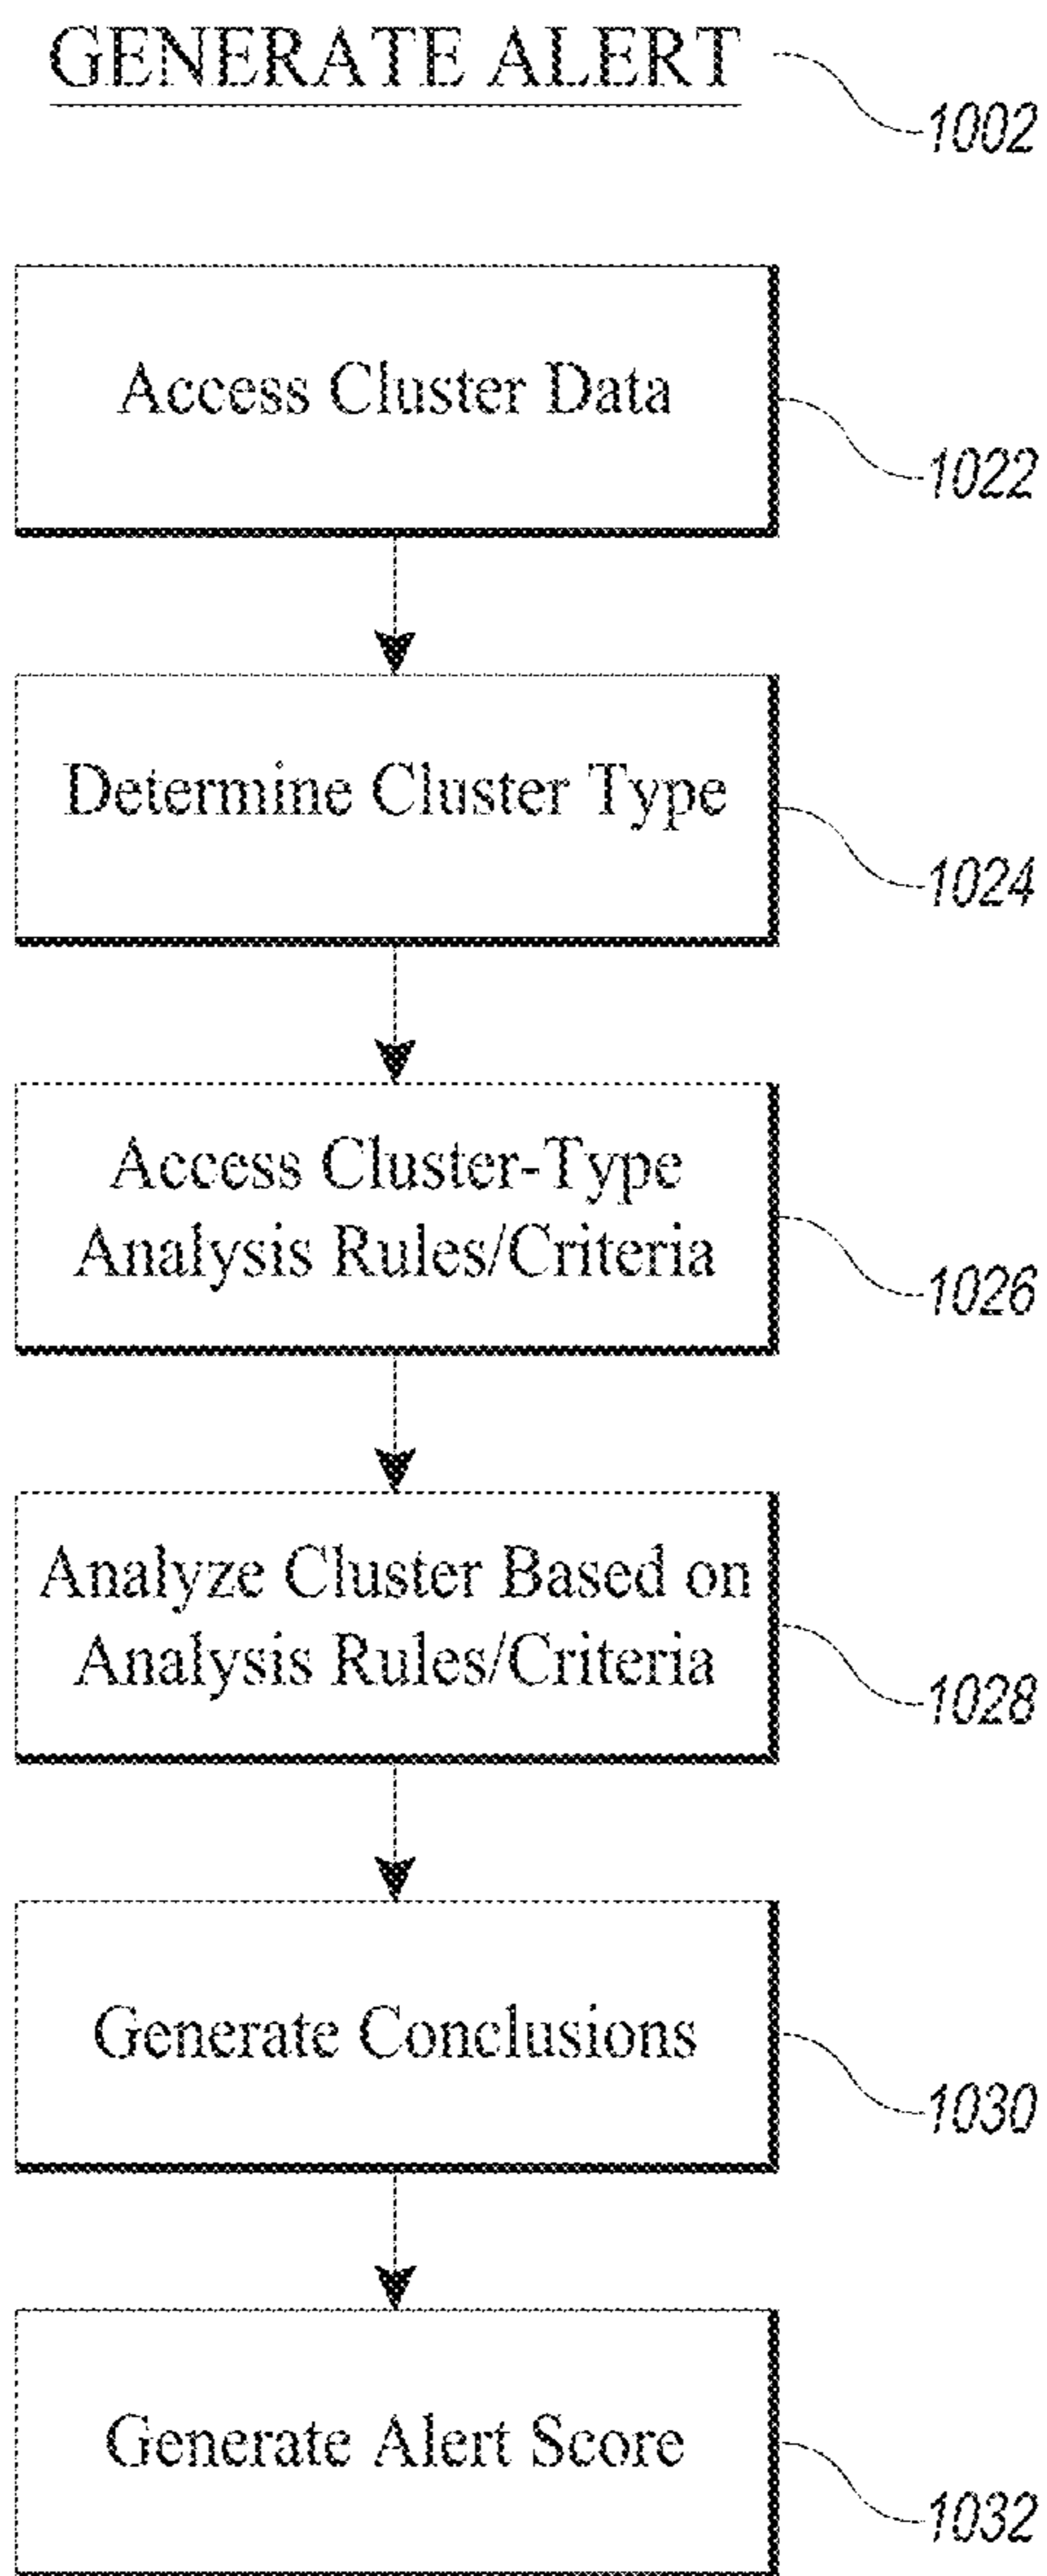 GENERATE ALERT
1002
Access Cluster Data
1022
Determine Cluster Type
1024
Access Cluster-Type
Analysis Rules/Criteria
1026
Analyze Cluster Based on
Analysis Rules/Criteria
1028
Generate Conclusions
1030
Generate Alert Score
1032